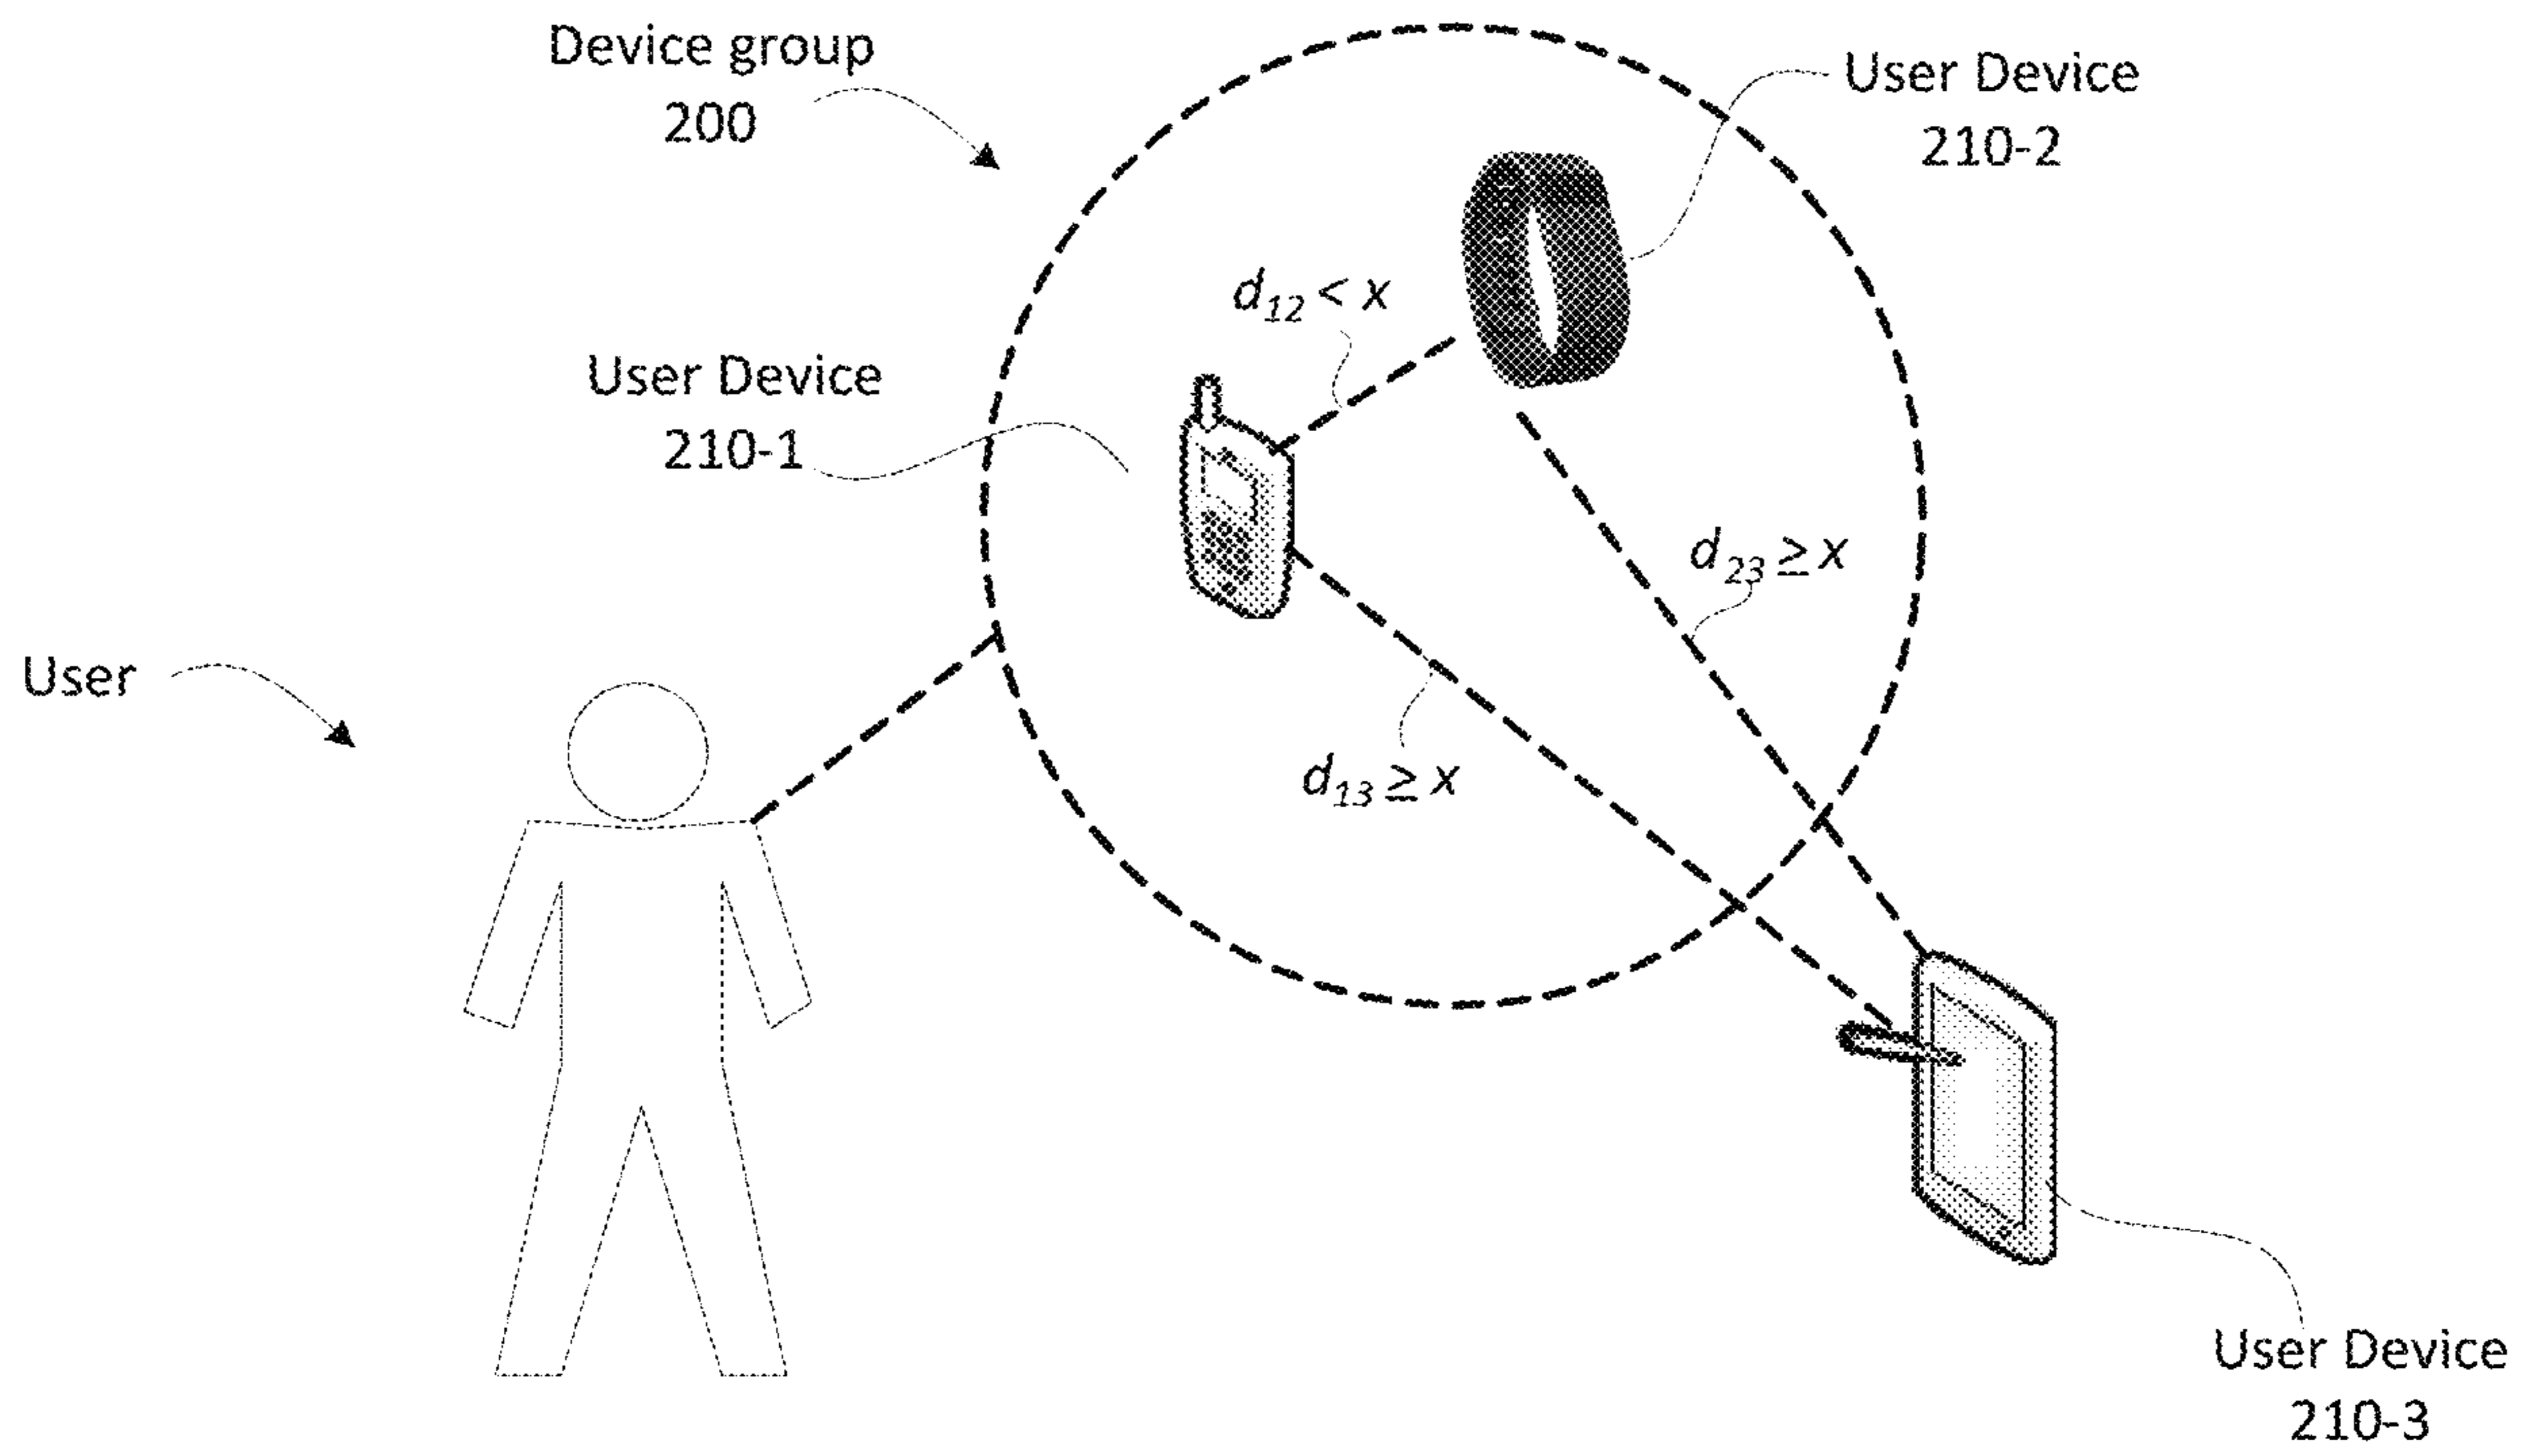 Device group
200
User Device
210-2
d12 < x
User Device
210-1
d23 ≥ x
User
d13 ≥ x
User Device
210-3